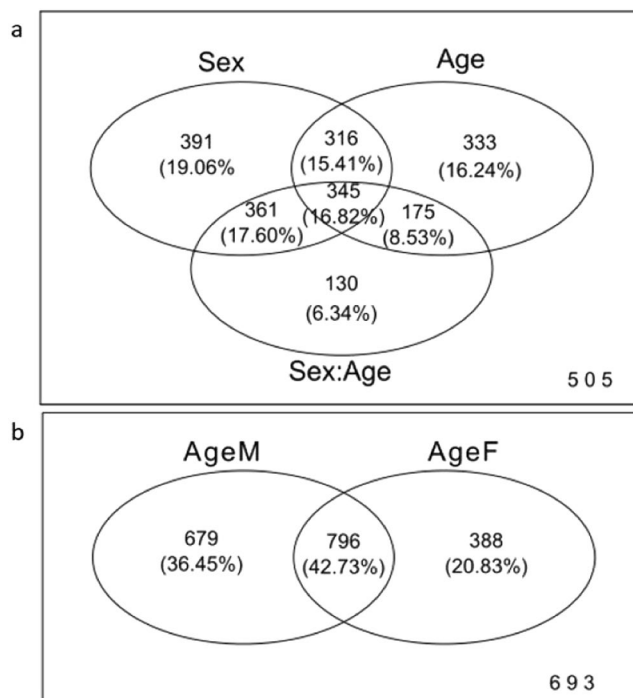 a
Sex
Age
391
(19.06%
316
(15.41%)
333
(16.24%)
345
(16.82%)
361
(17.60%)
175
(8.53%)
130
(6.34%)
Sex:Age
5 0 5
b
AgeM
AgeF
679
(36.45%)
796
(42.73%)
388
(20.83%)
6 9 3